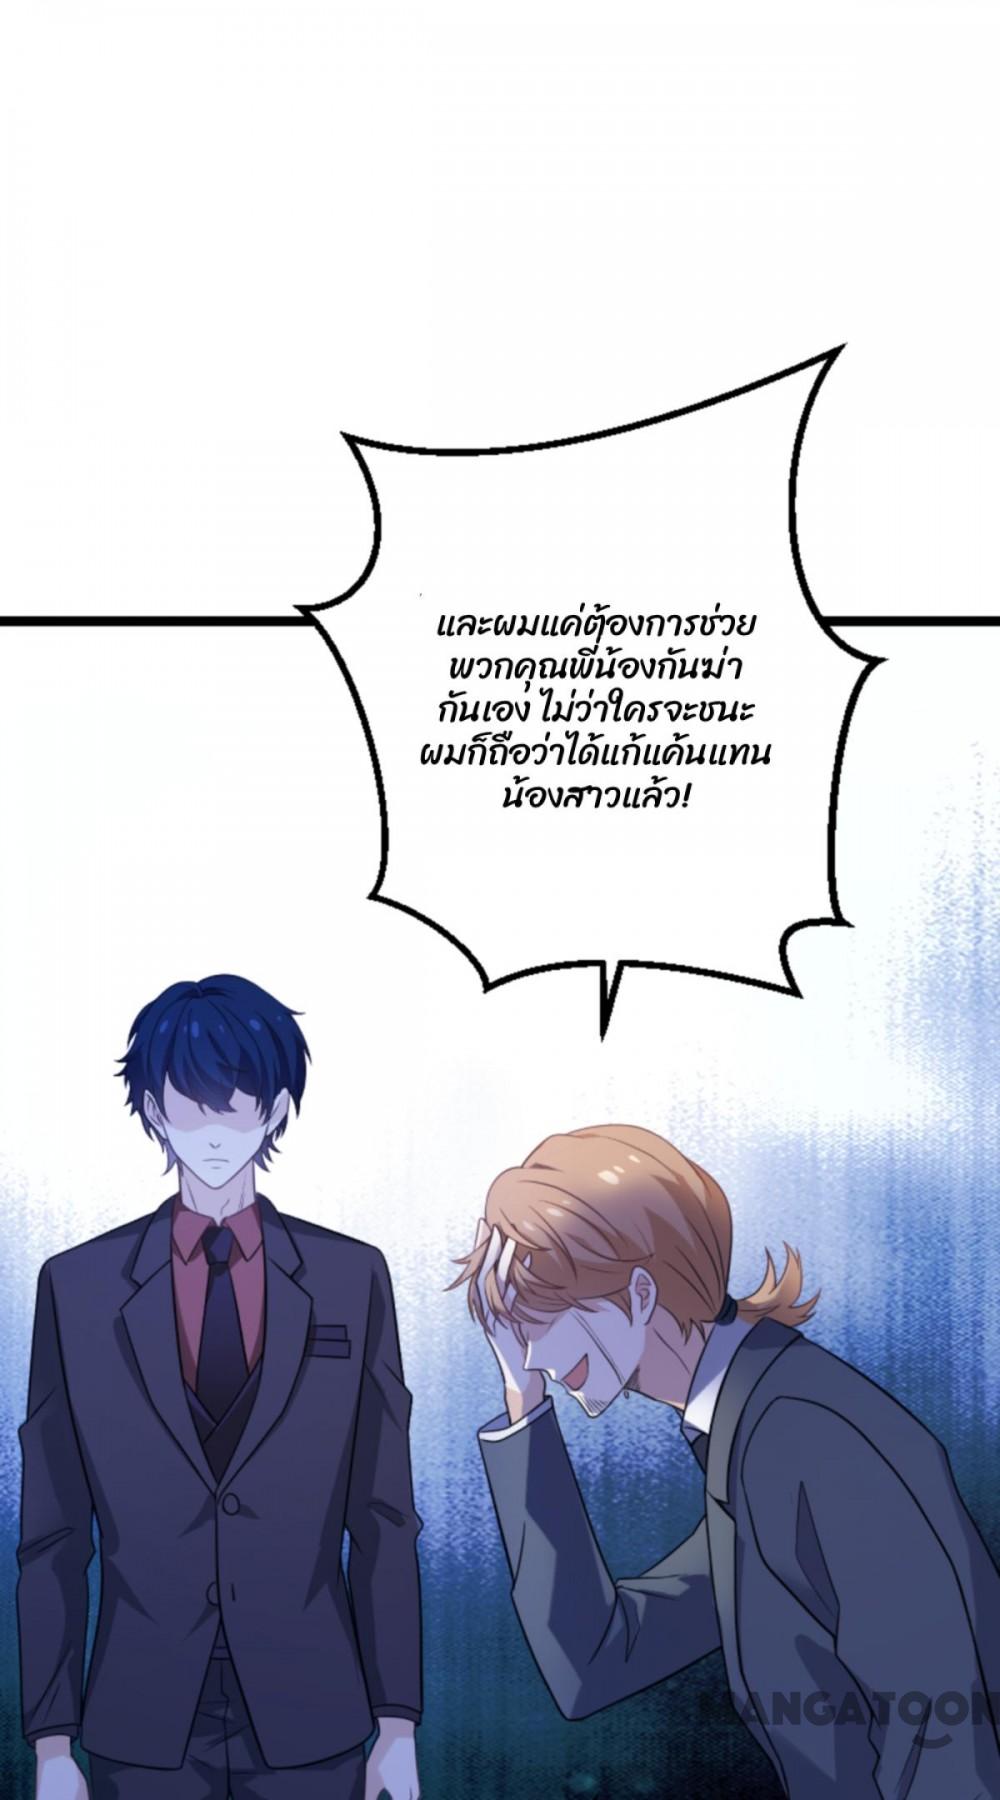 และผมแค่ต้องการช่วย
พวกคุณพี่น้องกันฆ่า
กันเอง ไม่ว่าใครจะชนะ
ผมก็ถือว่าได้แก้แค้นแทน
น้องสาวแล้ว!
MANGATOON